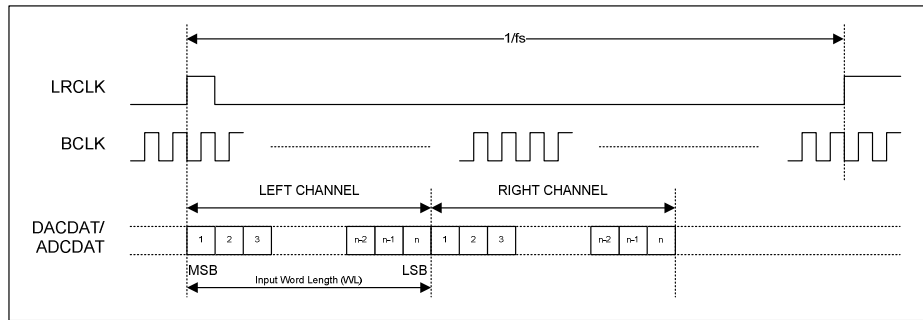 1/fs
LRCLK
BCLK
LEFT CHANNEL RIGHT CHANNEL
DACDAT/
ADCDAT
1 2 3 n-2 n-1 n 1 2 3 n-2 n-1 n
MSB LSB
Input Word Length (WL)